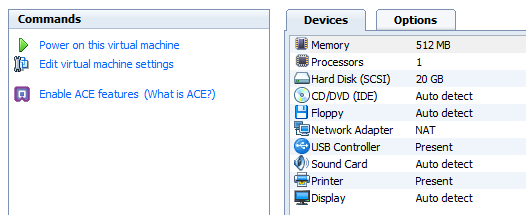 Commands
Power on this virtual machine
Edit virtual machine settings
Enable ACE features (What is ACE?)
Devices Options
Memory 512 MB
Processors 1
Hard Disk (SCSI) 20 GB
CD/DVD (IDE) Auto detect
Floppy Auto detect
Network Adapter NAT
USB Controller Present
Sound Card Auto detect
Printer Present
Display Auto detect